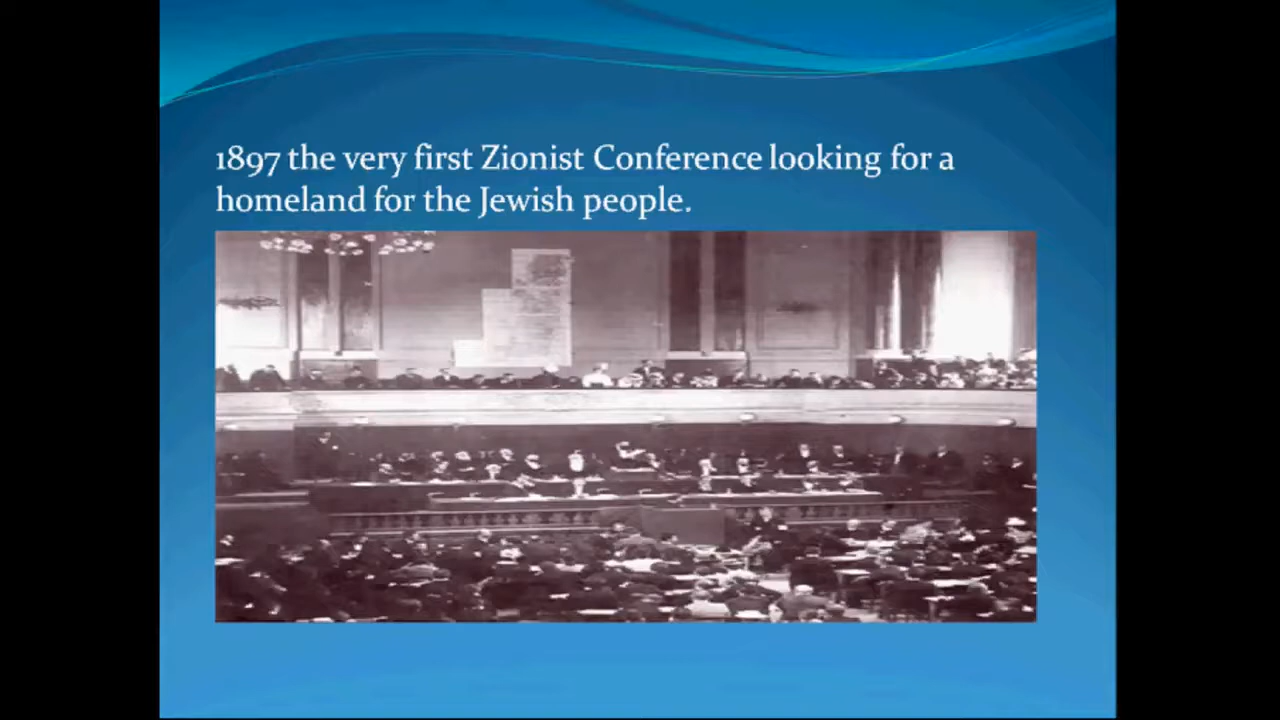 1897 the very first Zionist Conference looking for a
homeland for the Jewish people.